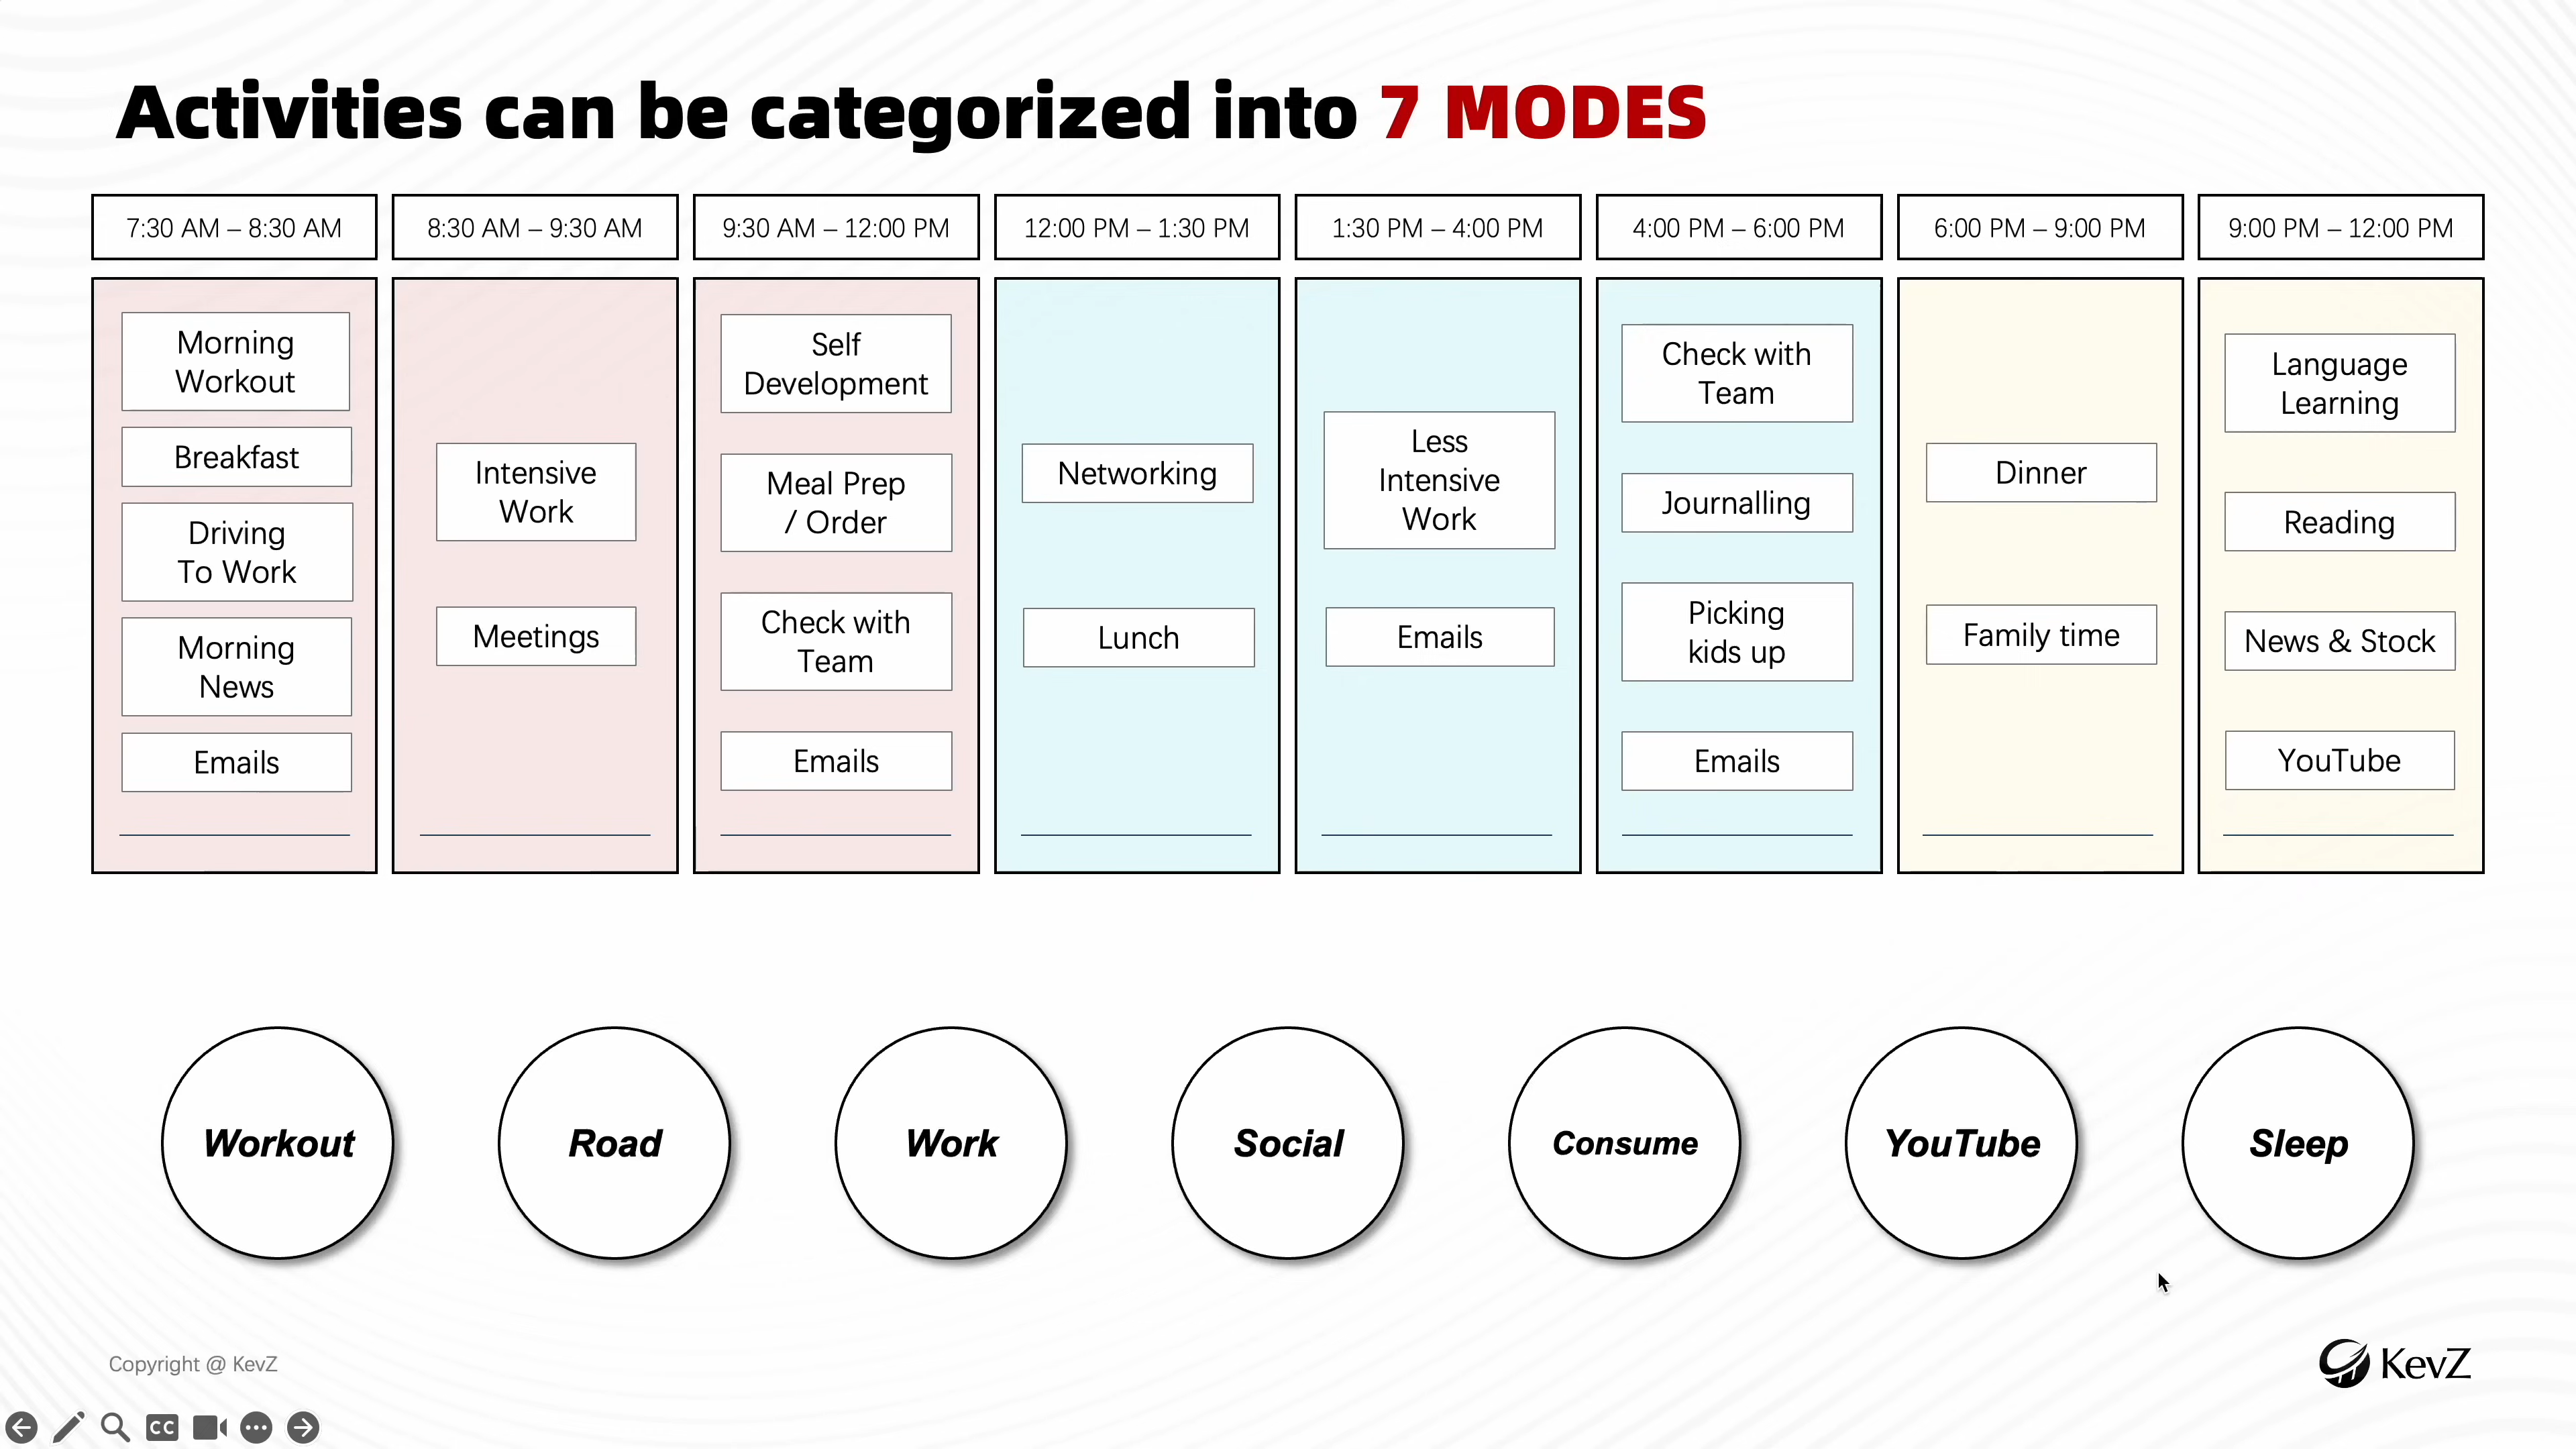 Activities can be categorized into 7 MODES
7:30 AM – 8:30 AM
8:30 AM – 9:30 AM
9:30 AM – 12:00 PM
12:00 PM – 1:30 PM
1:30 PM – 4:00 PM
4:00 PM – 6:00 PM
6:00 PM – 9:00 PM
9:00 PM – 12:00 PM
Morning
Workout
Breakfast
Driving
To Work
Morning
News
Emails
Intensive
Work
Meetings
Self
Development
Meal Prep
/ Order
Check with
Team
Emails
Networking
Lunch
Less
Intensive
Work
Emails
Check with
Team
Journalling
Picking
kids up
Emails
Dinner
Family time
Language
Learning
Reading
News & Stock
YouTube
Workout
Road
Work
Social
Consume
YouTube
Sleep
Copyright @ KevZ
KevZ
CC